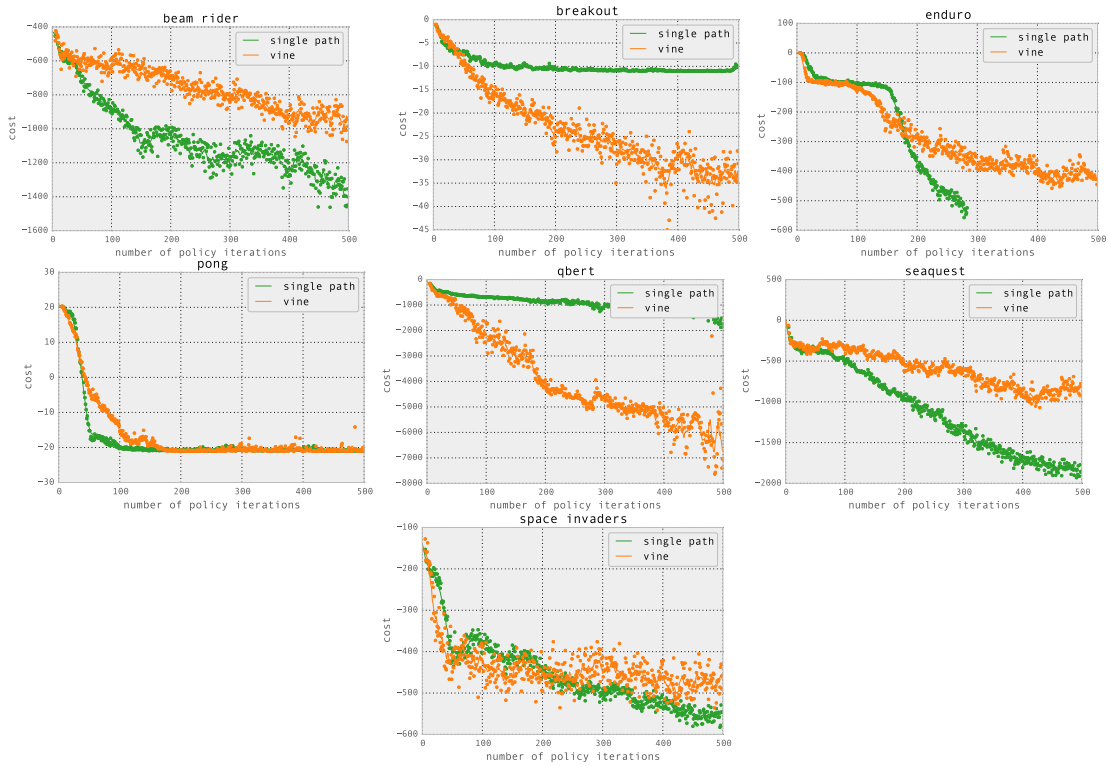 beam rider
−400
−600
−800
−1000
−1200
−1400
−1600
cost
0 100 200 300 400 500
number of policy iterations
single path
vine
breakout
0
−5
−10
−15
−20
−25
−30
−35
−40
−45
cost
0 100 200 300 400 500
number of policy iterations
single path
vine
enduro
100
0
−100
−200
−300
−400
−500
−600
cost
0 100 200 300 400 500
number of policy iterations
single path
vine
pong
30
20
10
0
−10
−20
−30
cost
0 100 200 300 400 500
number of policy iterations
single path
vine
qbert
0
−1000
−2000
−3000
−4000
−5000
−6000
−7000
−8000
cost
0 100 200 300 400 500
number of policy iterations
single path
vine
seaquest
500
0
−500
−1000
−1500
−2000
cost
0 100 200 300 400 500
number of policy iterations
single path
vine
space invaders
−100
−200
−300
−400
−500
−600
cost
0 100 200 300 400 500
number of policy iterations
single path
vine